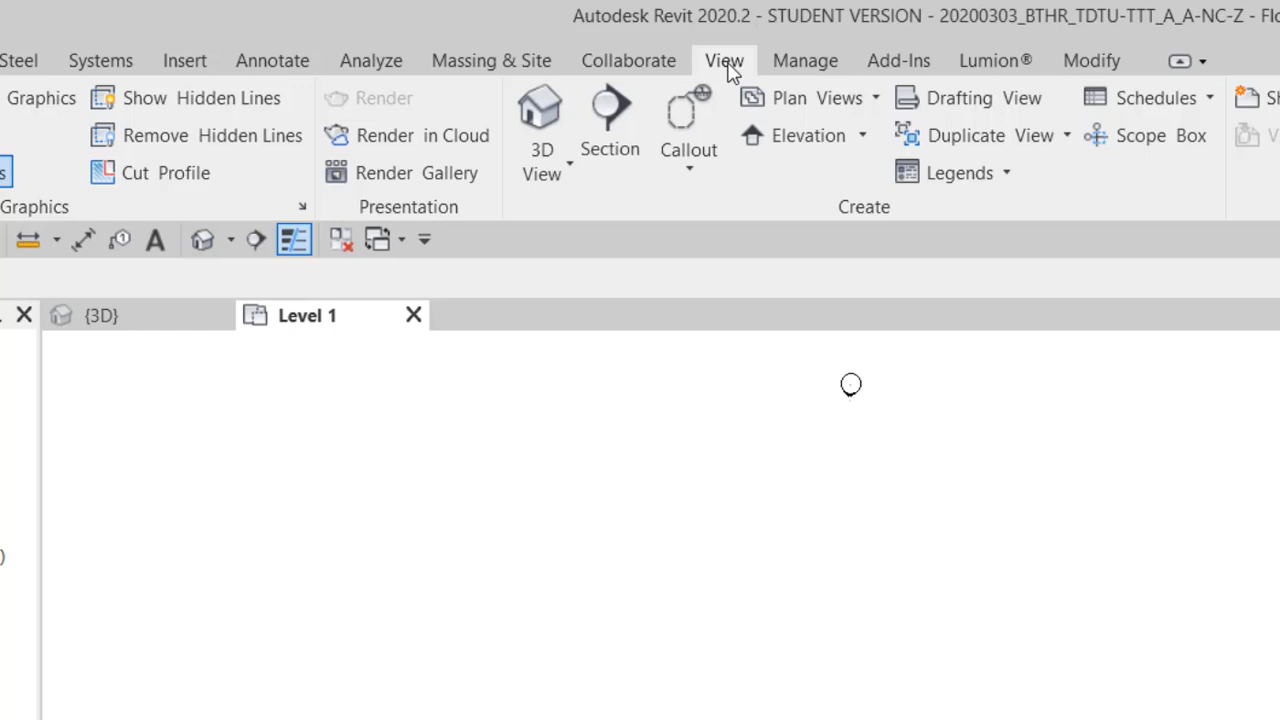 Autodesk Revit 2020.2 - STUDENT VERSION - 20200303_BTHR_TDTU-TTT_A_A-NC-Z - Flo
Steel Systems Insert Annotate Analyze Massing & Site Collaborate View Manage Add-Ins Lumion® Modify
Graphics Show Hidden Lines Render 3D View Section Callout Plan Views Drafting View Schedules
Remove Hidden Lines Render in Cloud Elevation Duplicate View Scope Box
Cut Profile Render Gallery Legends
Graphics Presentation Create
1 A
{3D} Level 1
)